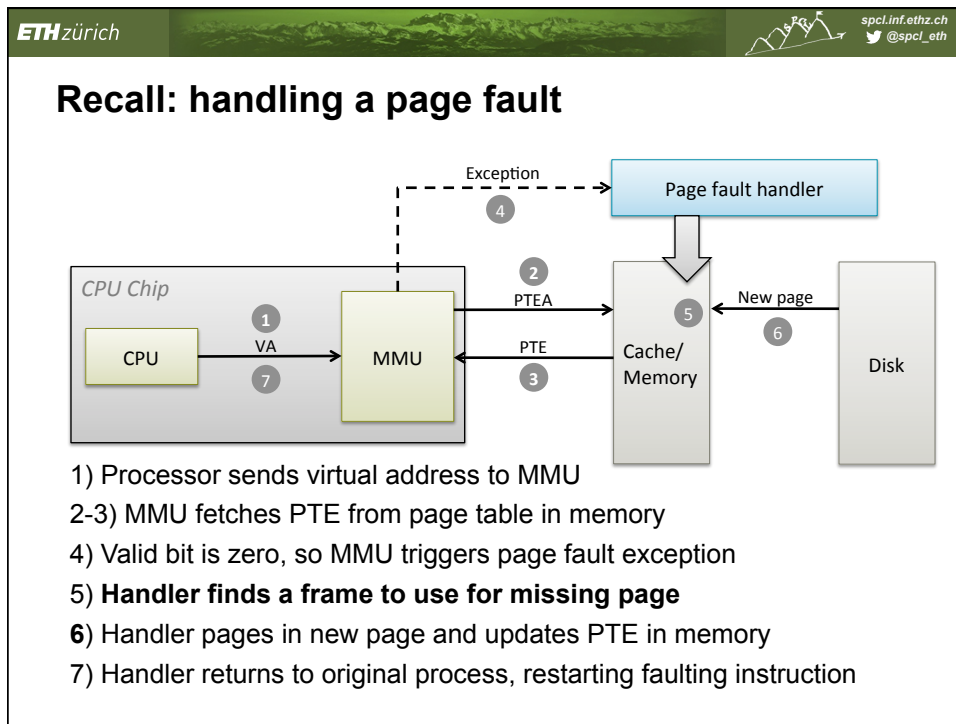 ETH zürich
spcl.inf.ethz.ch
@spcl_eth
Recall: handling a page fault
Exception
4
Page fault handler
CPU Chip
CPU
1
VA
7
MMU
2
PTEA
PTE
3
5
Cache/
Memory
New page
6
Disk
1) Processor sends virtual address to MMU
2-3) MMU fetches PTE from page table in memory
4) Valid bit is zero, so MMU triggers page fault exception
5) Handler finds a frame to use for missing page
6) Handler pages in new page and updates PTE in memory
7) Handler returns to original process, restarting faulting instruction